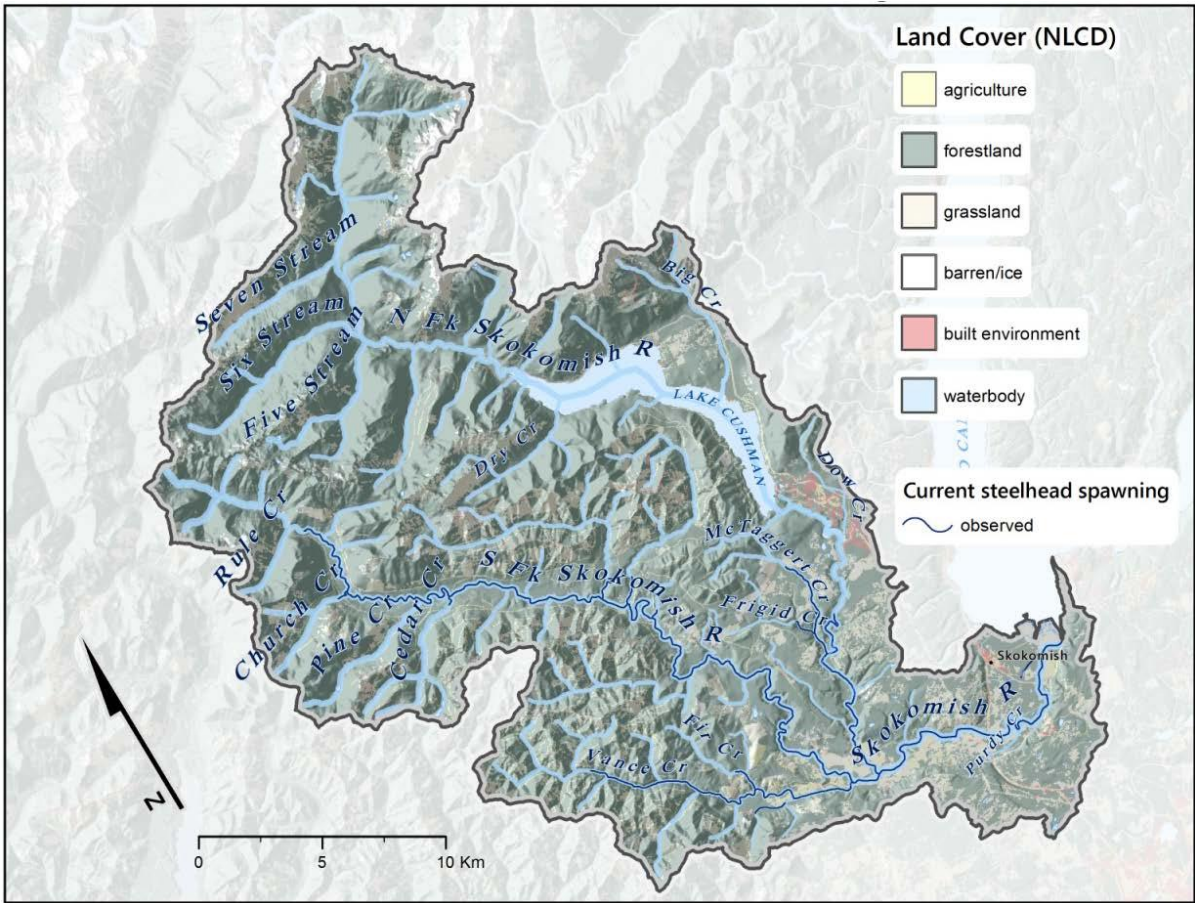 Land Cover (NLCD)
agriculture
forestland
grassland
barren/ice
built environment
waterbody
Current steelhead spawning
observed
Seven Stream
Six Stream
Five Stream
N Fk Skokomish R
Big Cr
LAKE CUSHMAN
Dry Cr
Dow Cr
McTaggert Cr
Frigid Cr
Rule Cr
Church Cr
Pine Cr
Cedar Cr
S Fk Skokomish R
Fir Cr
Vance Cr
Skokomish R
Skokomish
Purdy Cr
N
0 5 10 Km